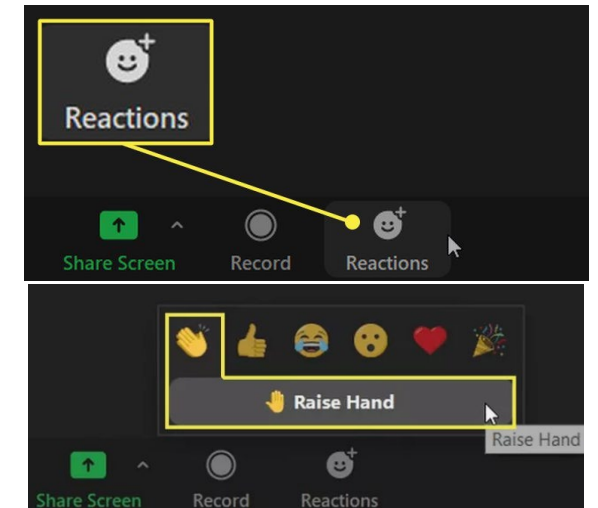 Reactions
Share Screen
Record
Reactions
Raise Hand
Raise Hand
Share Screen
Record
Reactions